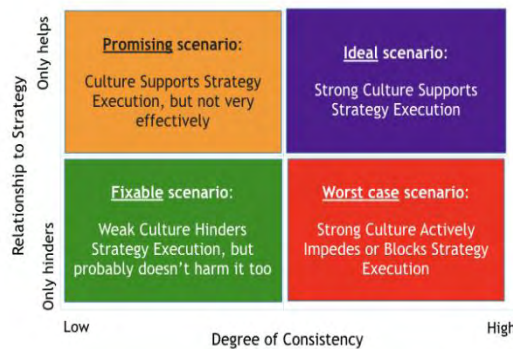 Relationship to Strategy
Only helps
Only hinders
Promising scenario:
Culture Supports Strategy
Execution, but not very
effectively
Ideal scenario:
Strong Culture Supports
Strategy Execution
Fixable scenario:
Weak Culture Hinders
Strategy Execution, but
probably doesn't harm it too
Worst case scenario:
Strong Culture Actively
Impedes or Blocks Strategy
Execution
Low
High
Degree of Consistency